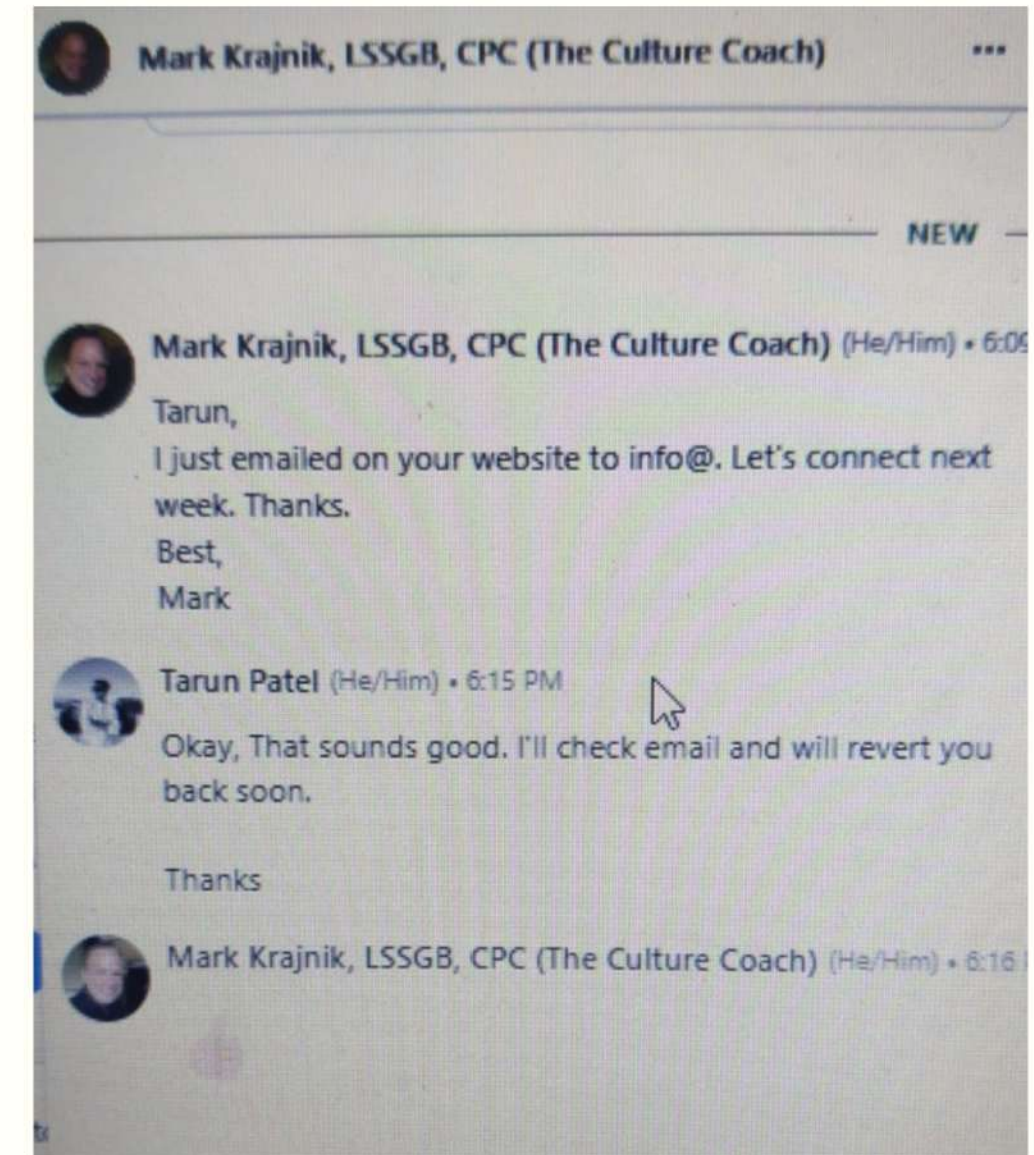 Mark Krajnik, LSSGB, CPC (The Culture Coach)
NEW
Mark Krajnik, LSSGB, CPC (The Culture Coach) (He/Him) • 6:09
Tarun,
I just emailed on your website to info@. Let's connect next
week. Thanks.
Best,
Mark
Tarun Patel (He/Him) • 6:15 PM
Okay, That sounds good. I'll check email and will revert you
back soon.
Thanks
Mark Krajnik, LSSGB, CPC (The Culture Coach) (He/Him) • 6:16